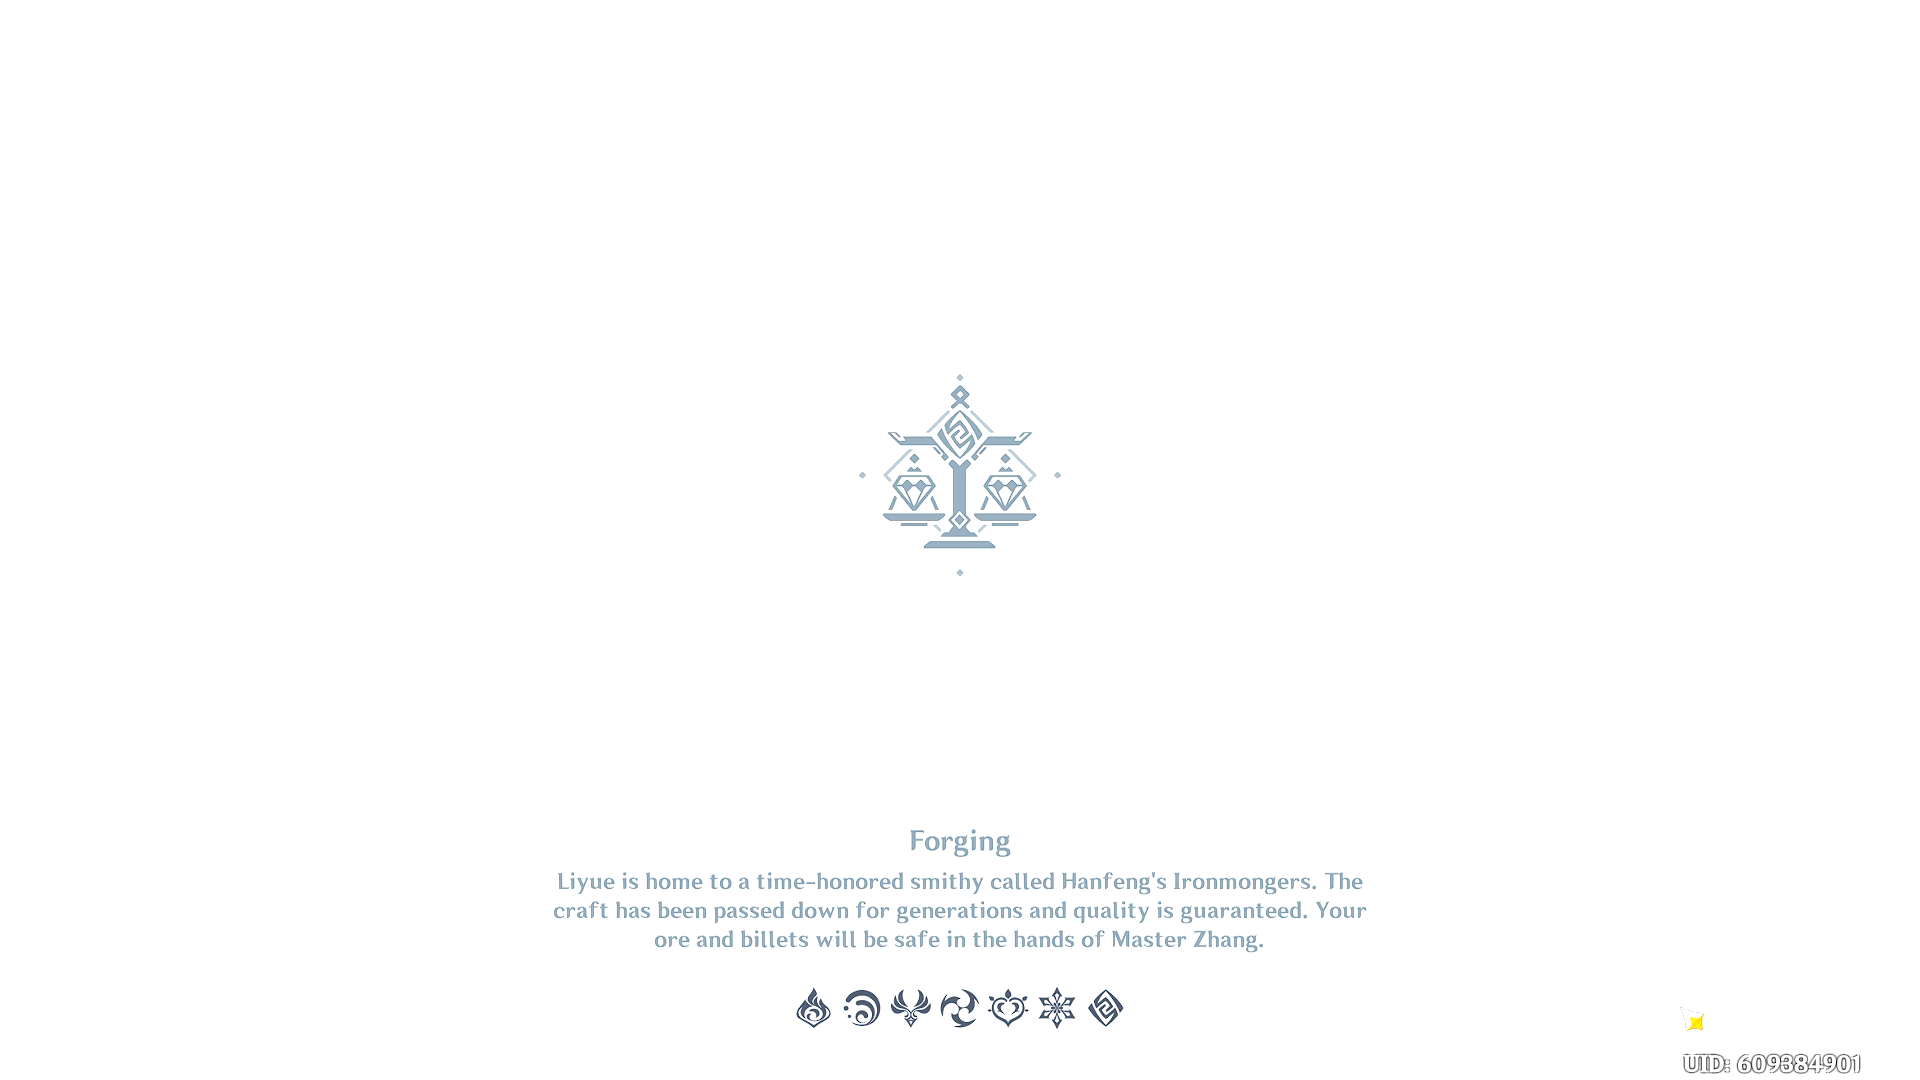 Forging
Liyue is home to a time-honored smithy called Hanfeng's Ironmongers. The
craft has been passed down for generations and quality is guaranteed. Your
ore and billets will be safe in the hands of Master Zhang.
UID: 609384901